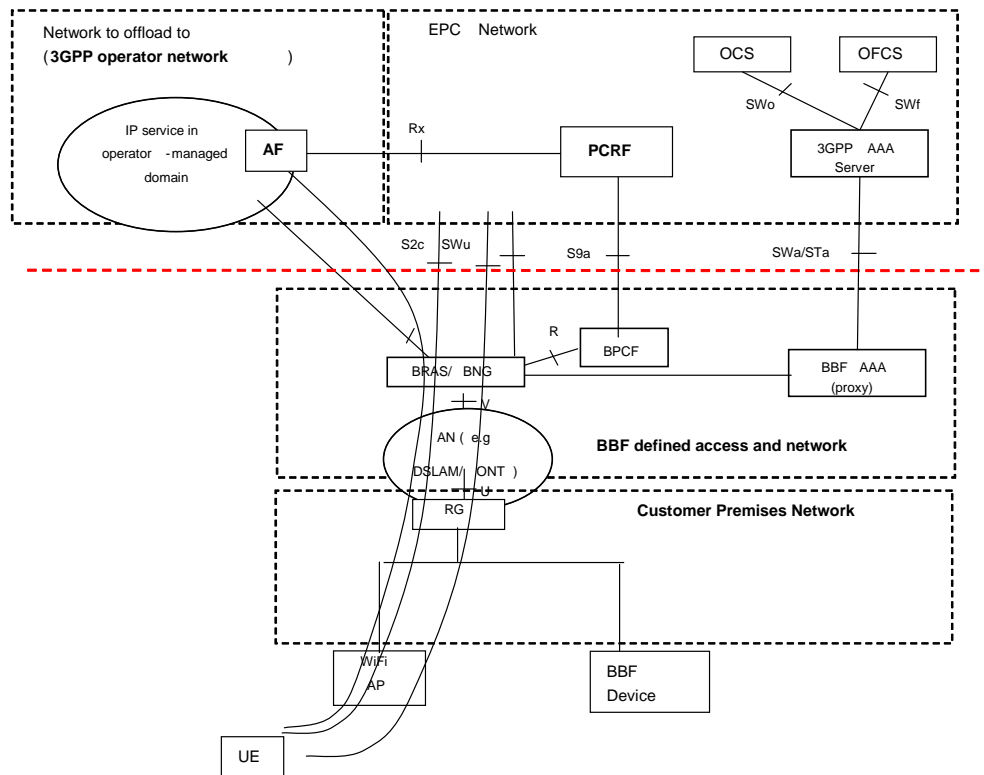 Network to offload to
(3GPP operator network )
EPC Network
OCS
OFCS
SWo
SWf
IP service in
operator -managed
domain
AF
Rx
PCRF
3GPP AAA
Server
S2c
SWu
S9a
SWa/STa
R
BPCF
BRAS/ BNG
BBF AAA
(proxy)
V
AN ( e.g
DSLAM/ ONT )
U
BBF defined access and network
RG
Customer Premises Network
WiFi
AP
BBF
Device
UE